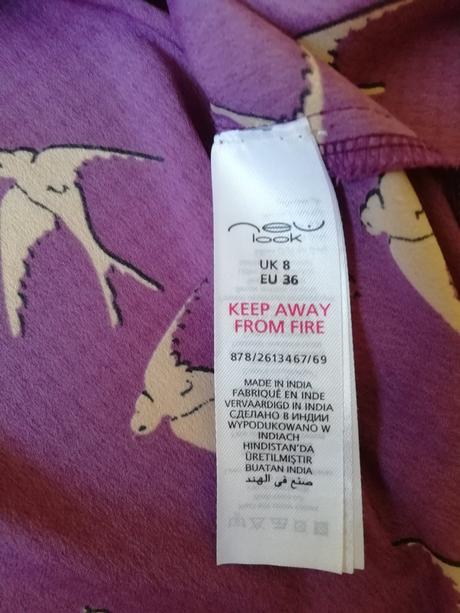 new
look
UK 8
EU 36
KEEP AWAY
FROM FIRE
878/2613467/69
MADE IN INDIA
FABRIQUÉ EN INDE
VERVAARDIGD IN INDIA
СДЕЛАНО В ИНДИИ
WYPODUKOWANO W
INDIACH
HINDISTAN'DA
ÜRETILMIŞTIR
BUATAN INDIA
صنع في الهند